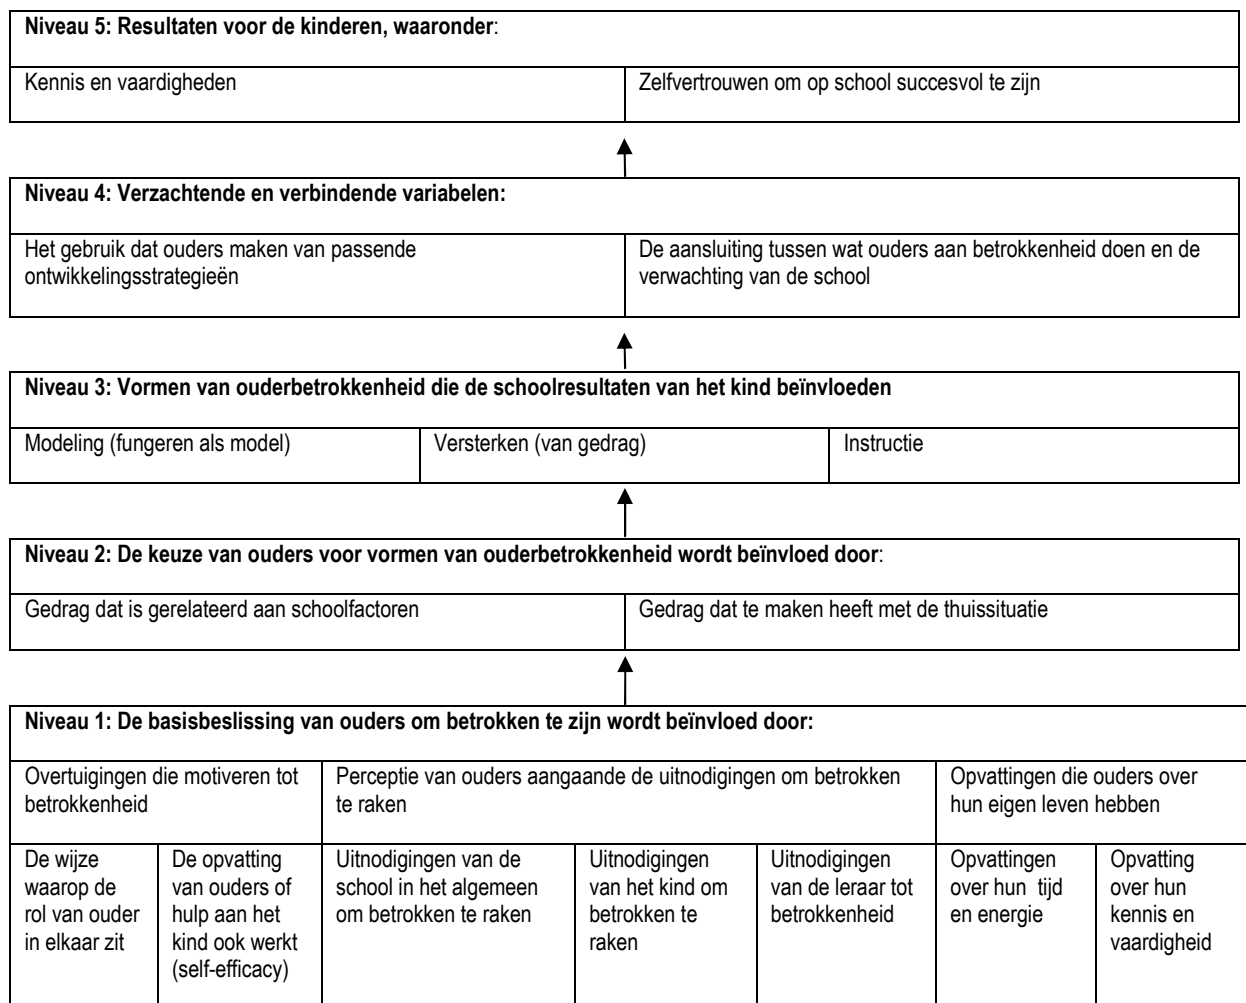 Niveau 5: Resultaten voor de kinderen, waaronder:
Kennis en vaardigheden
Zelfvertrouwen om op school succesvol te zijn
Niveau 4: Verzachtende en verbindende variabelen:
Het gebruik dat ouders maken van passende
ontwikkelingsstrategieën
De aansluiting tussen wat ouders aan betrokkenheid doen en de
verwachting van de school
Niveau 3: Vormen van ouderbetrokkenheid die de schoolresultaten van het kind beïnvloeden
Modeling (fungeren als model)
Versterken (van gedrag)
Instructie
Niveau 2: De keuze van ouders voor vormen van ouderbetrokkenheid wordt beïnvloed door:
Gedrag dat is gerelateerd aan schoolfactoren
Gedrag dat te maken heeft met de thuissituatie
Niveau 1: De basisbeslissing van ouders om betrokken te zijn wordt beïnvloed door:
Overtuigingen die motiveren tot
betrokkenheid
Perceptie van ouders aangaande de uitnodigingen om betrokken
te raken
Opvattingen die ouders over
hun eigen leven hebben
De wijze
waarop de
rol van ouder
in elkaar zit
De opvatting
van ouders of
hulp aan het
kind ook werkt
(self-efficacy)
Uitnodigingen van de
school in het algemeen
om betrokken te raken
Uitnodigingen
van het kind om
betrokken te
raken
Uitnodigingen
van de leraar tot
betrokkenheid
Opvattingen
over hun tijd
en energie
Opvatting
over hun
kennis en
vaardigheid